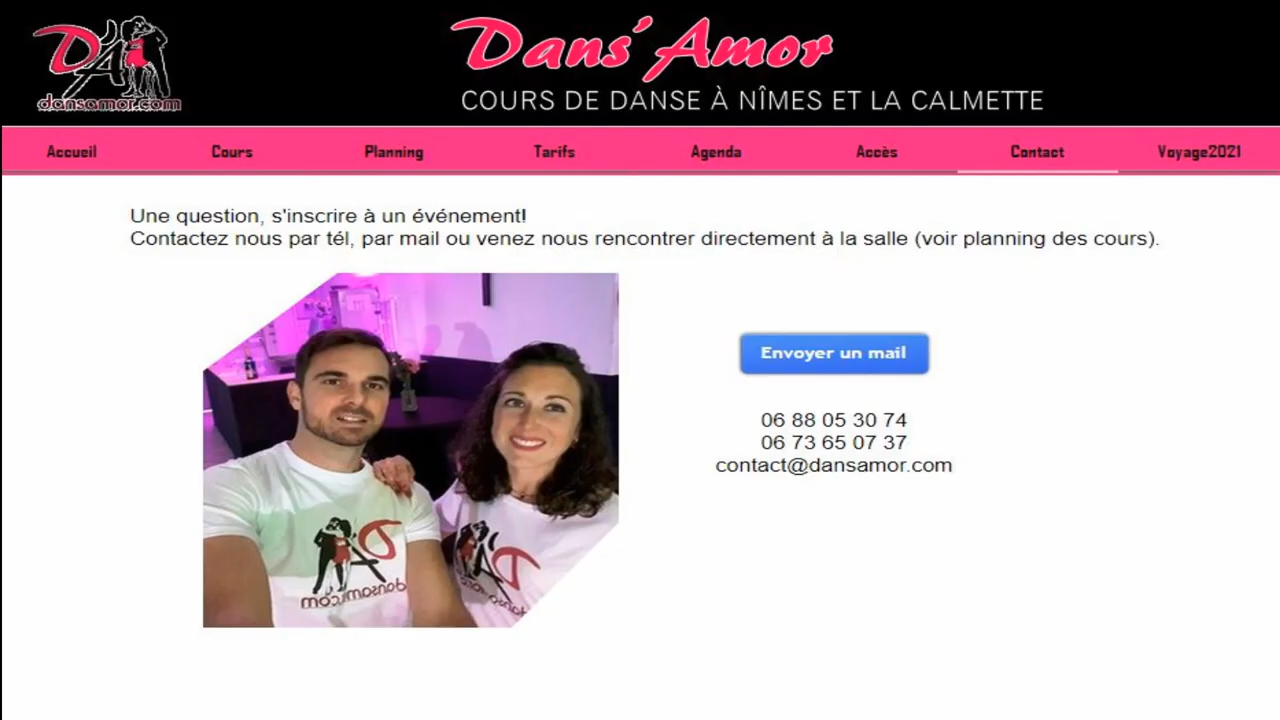 D'A
dansamor.com
Dans'Amor
COURS DE DANSE À NÎMES ET LA CALMETTE
Accueil
Cours
Planning
Tarifs
Agenda
Accès
Contact
Voyage2021
Une question, s'inscrire à un événement!
Contactez nous par tél, par mail ou venez nous rencontrer directement à la salle (voir planning des cours).
Envoyer un mail
06 88 05 30 74
06 73 65 07 37
contact@dansamor.com